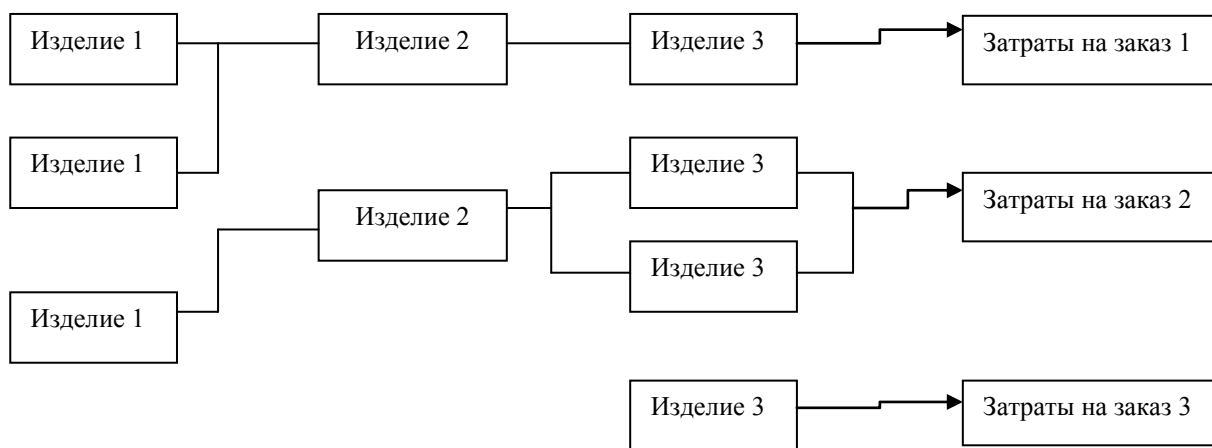 Изделие 1
Изделие 2
Изделие 3
Затраты на заказ 1
Изделие 1
Изделие 3
Затраты на заказ 2
Изделие 2
Изделие 3
Изделие 1
Изделие 3
Затраты на заказ 3